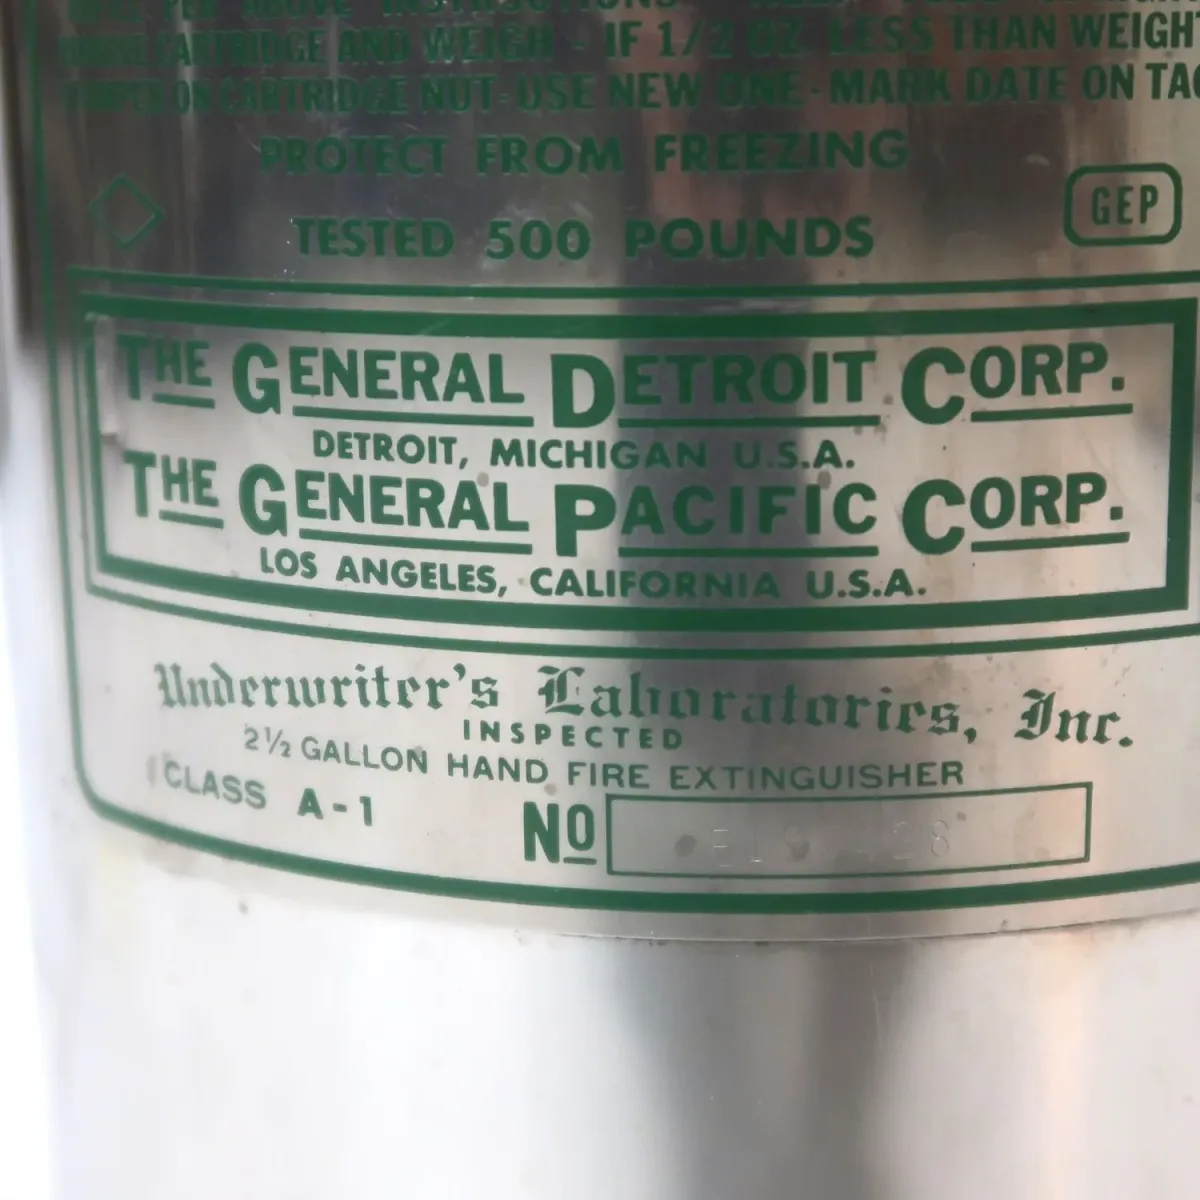 PER ABOVE INSTRUCTIONS
CARTRIDGE AND WEIGH - IF 1/2 OZ. LESS THAN WEIGHT
ON CARTRIDGE NUT - USE NEW ONE - MARK DATE ON TAG
PROTECT FROM FREEZING
GEP
TESTED 500 POUNDS
THE GENERAL DETROIT CORP.
DETROIT, MICHIGAN U.S.A.
THE GENERAL PACIFIC CORP.
LOS ANGELES, CALIFORNIA U.S.A.
Underwriter's Laboratories, Inc.
INSPECTED
2½ GALLON HAND FIRE EXTINGUISHER
CLASS A-1
NO